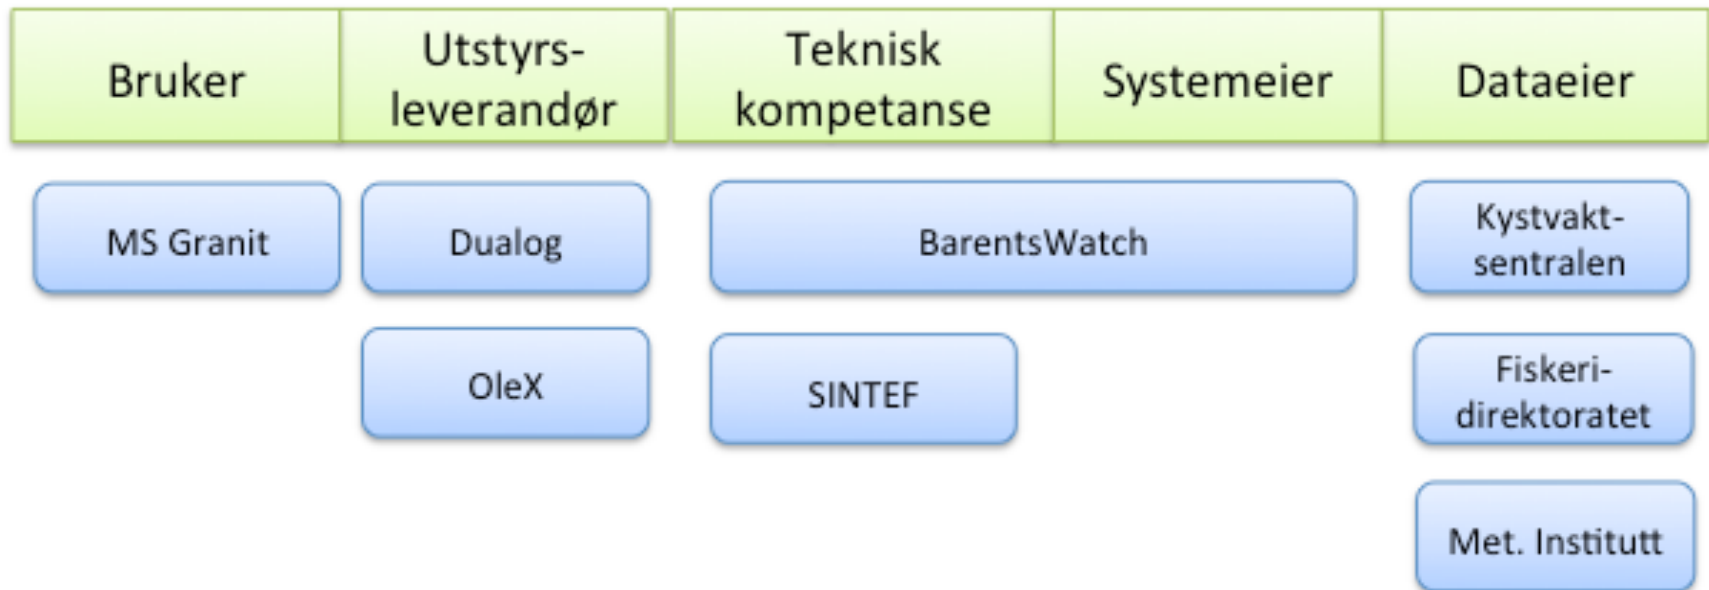 Bruker
Utstyrs-
leverandør
Teknisk
kompetanse
Systemeier
Dataeier
MS Granit
Dualog
BarentsWatch
Kystvakt-
sentralen
OleX
SINTEF
Fiskeri-
direktoratet
Met. Institutt